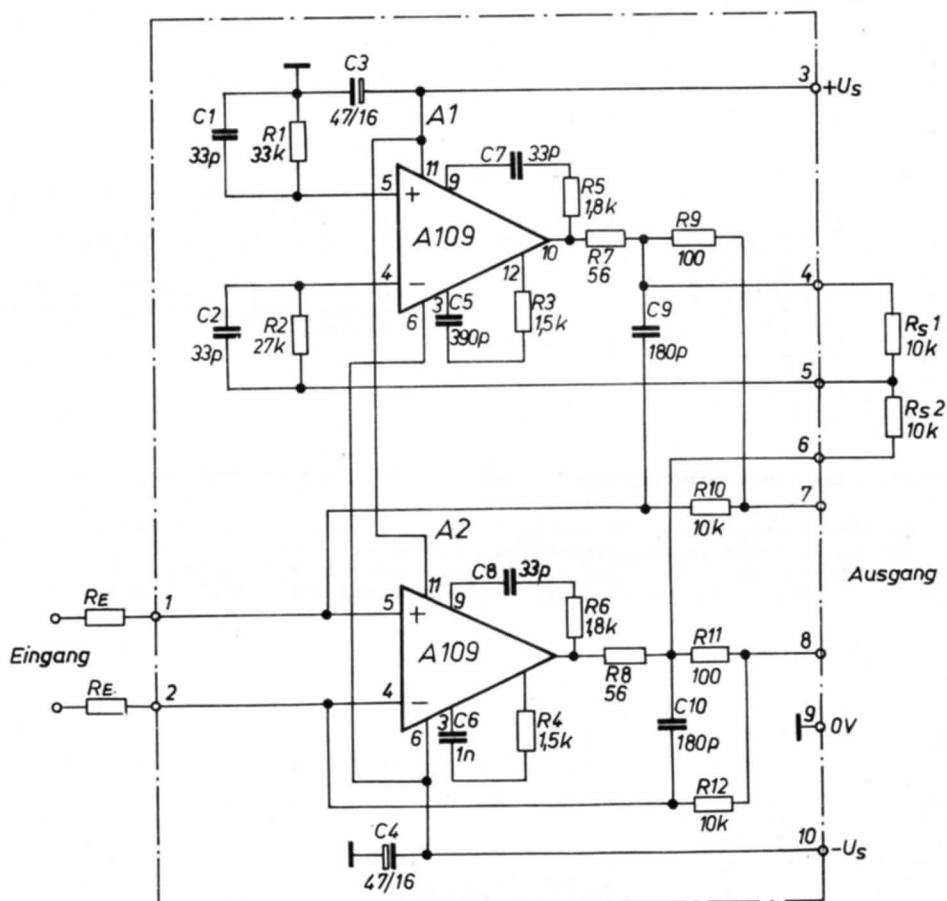 C3
47/16
A1
3
+Us
C1
33p
R1
33k
11
9
C7
33p
R5
1,8k
5
+
A109
10
R7
56
R9
100
4
−
12
4
C2
33p
R2
27k
6
3
C5
390p
R3
1,5k
C9
180p
Rs1
10k
5
Rs2
10k
6
7
R10
10k
A2
C8
33p
Ausgang
11
9
R6
1,8k
RE
1
5
+
A109
R8
56
R11
100
8
Eingang
RE
2
4
−
6
3
C6
1n
R4
1,5k
C10
180p
9
0V
R12
10k
C4
47/16
10
-Us